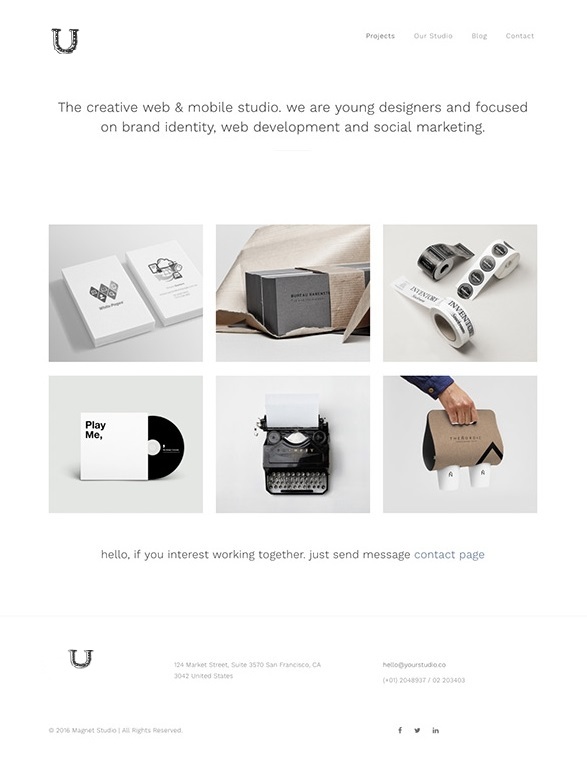 U
Projects Our Studio Blog Contact
The creative web & mobile studio. we are young designers and focused
on brand identity, web development and social marketing.
Play
Me,
hello, if you interest working together. just send message contact page
U
124 Market Street, Suite 3570 San Francisco, CA
3042 United States
hello@yourstudio.co
(+01) 2048937 / 02 203403
© 2016 Magnet Studio | All Rights Reserved